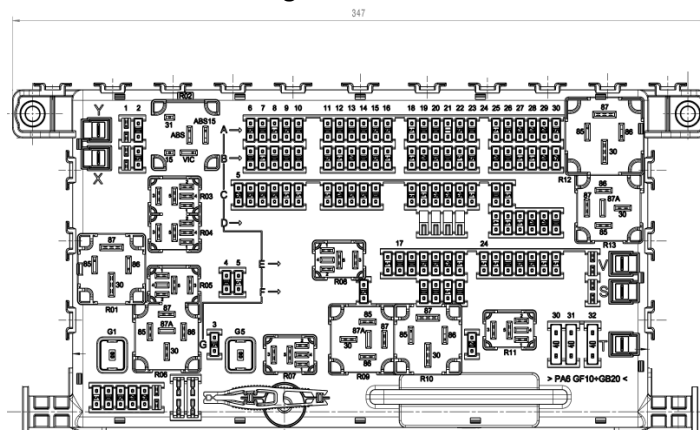 347
R02
1 2
6 7 8 9 10 11 12 13 14 15 16 18 19 20 21 22 23 24 25 26 27 28 29 30
87
Y
31
ABS15
ABS
A
85 86
X
15 VIC
B
30
5
R12
C
86
R03
87 87A 30
D
R04
87
17 24
85
R13
85 86
4 5
E
V
R05
R08
30
F
S
R01
87
G1
87A
85 86
3
G
G5
85 87
87
85 86
30 31 32
R11
T
30
86
30
> PA6 GF10+GB20 <
R06
R07
R09
R10